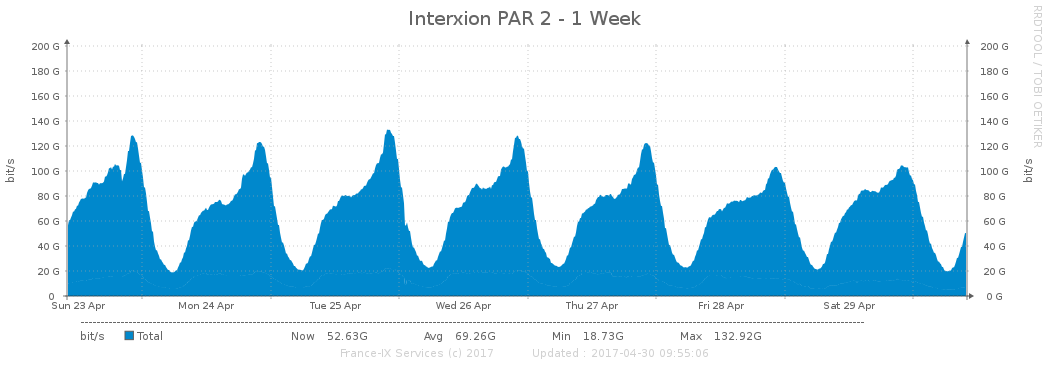 Interxion PAR 2 - 1 Week
RRDTOOL / TOBI OETIKER
bit/s
200 G 200 G
180 G 180 G
160 G 160 G
140 G 140 G
120 G 120 G
100 G 100 G
80 G 80 G
60 G 60 G
40 G 40 G
20 G 20 G
0 0 G
bit/s
Sun 23 Apr Mon 24 Apr Tue 25 Apr Wed 26 Apr Thu 27 Apr Fri 28 Apr Sat 29 Apr
bit/s Total Now 52.63G Avg 69.26G Min 18.73G Max 132.92G
France-IX Services (c) 2017 Updated : 2017-04-30 09:55:06